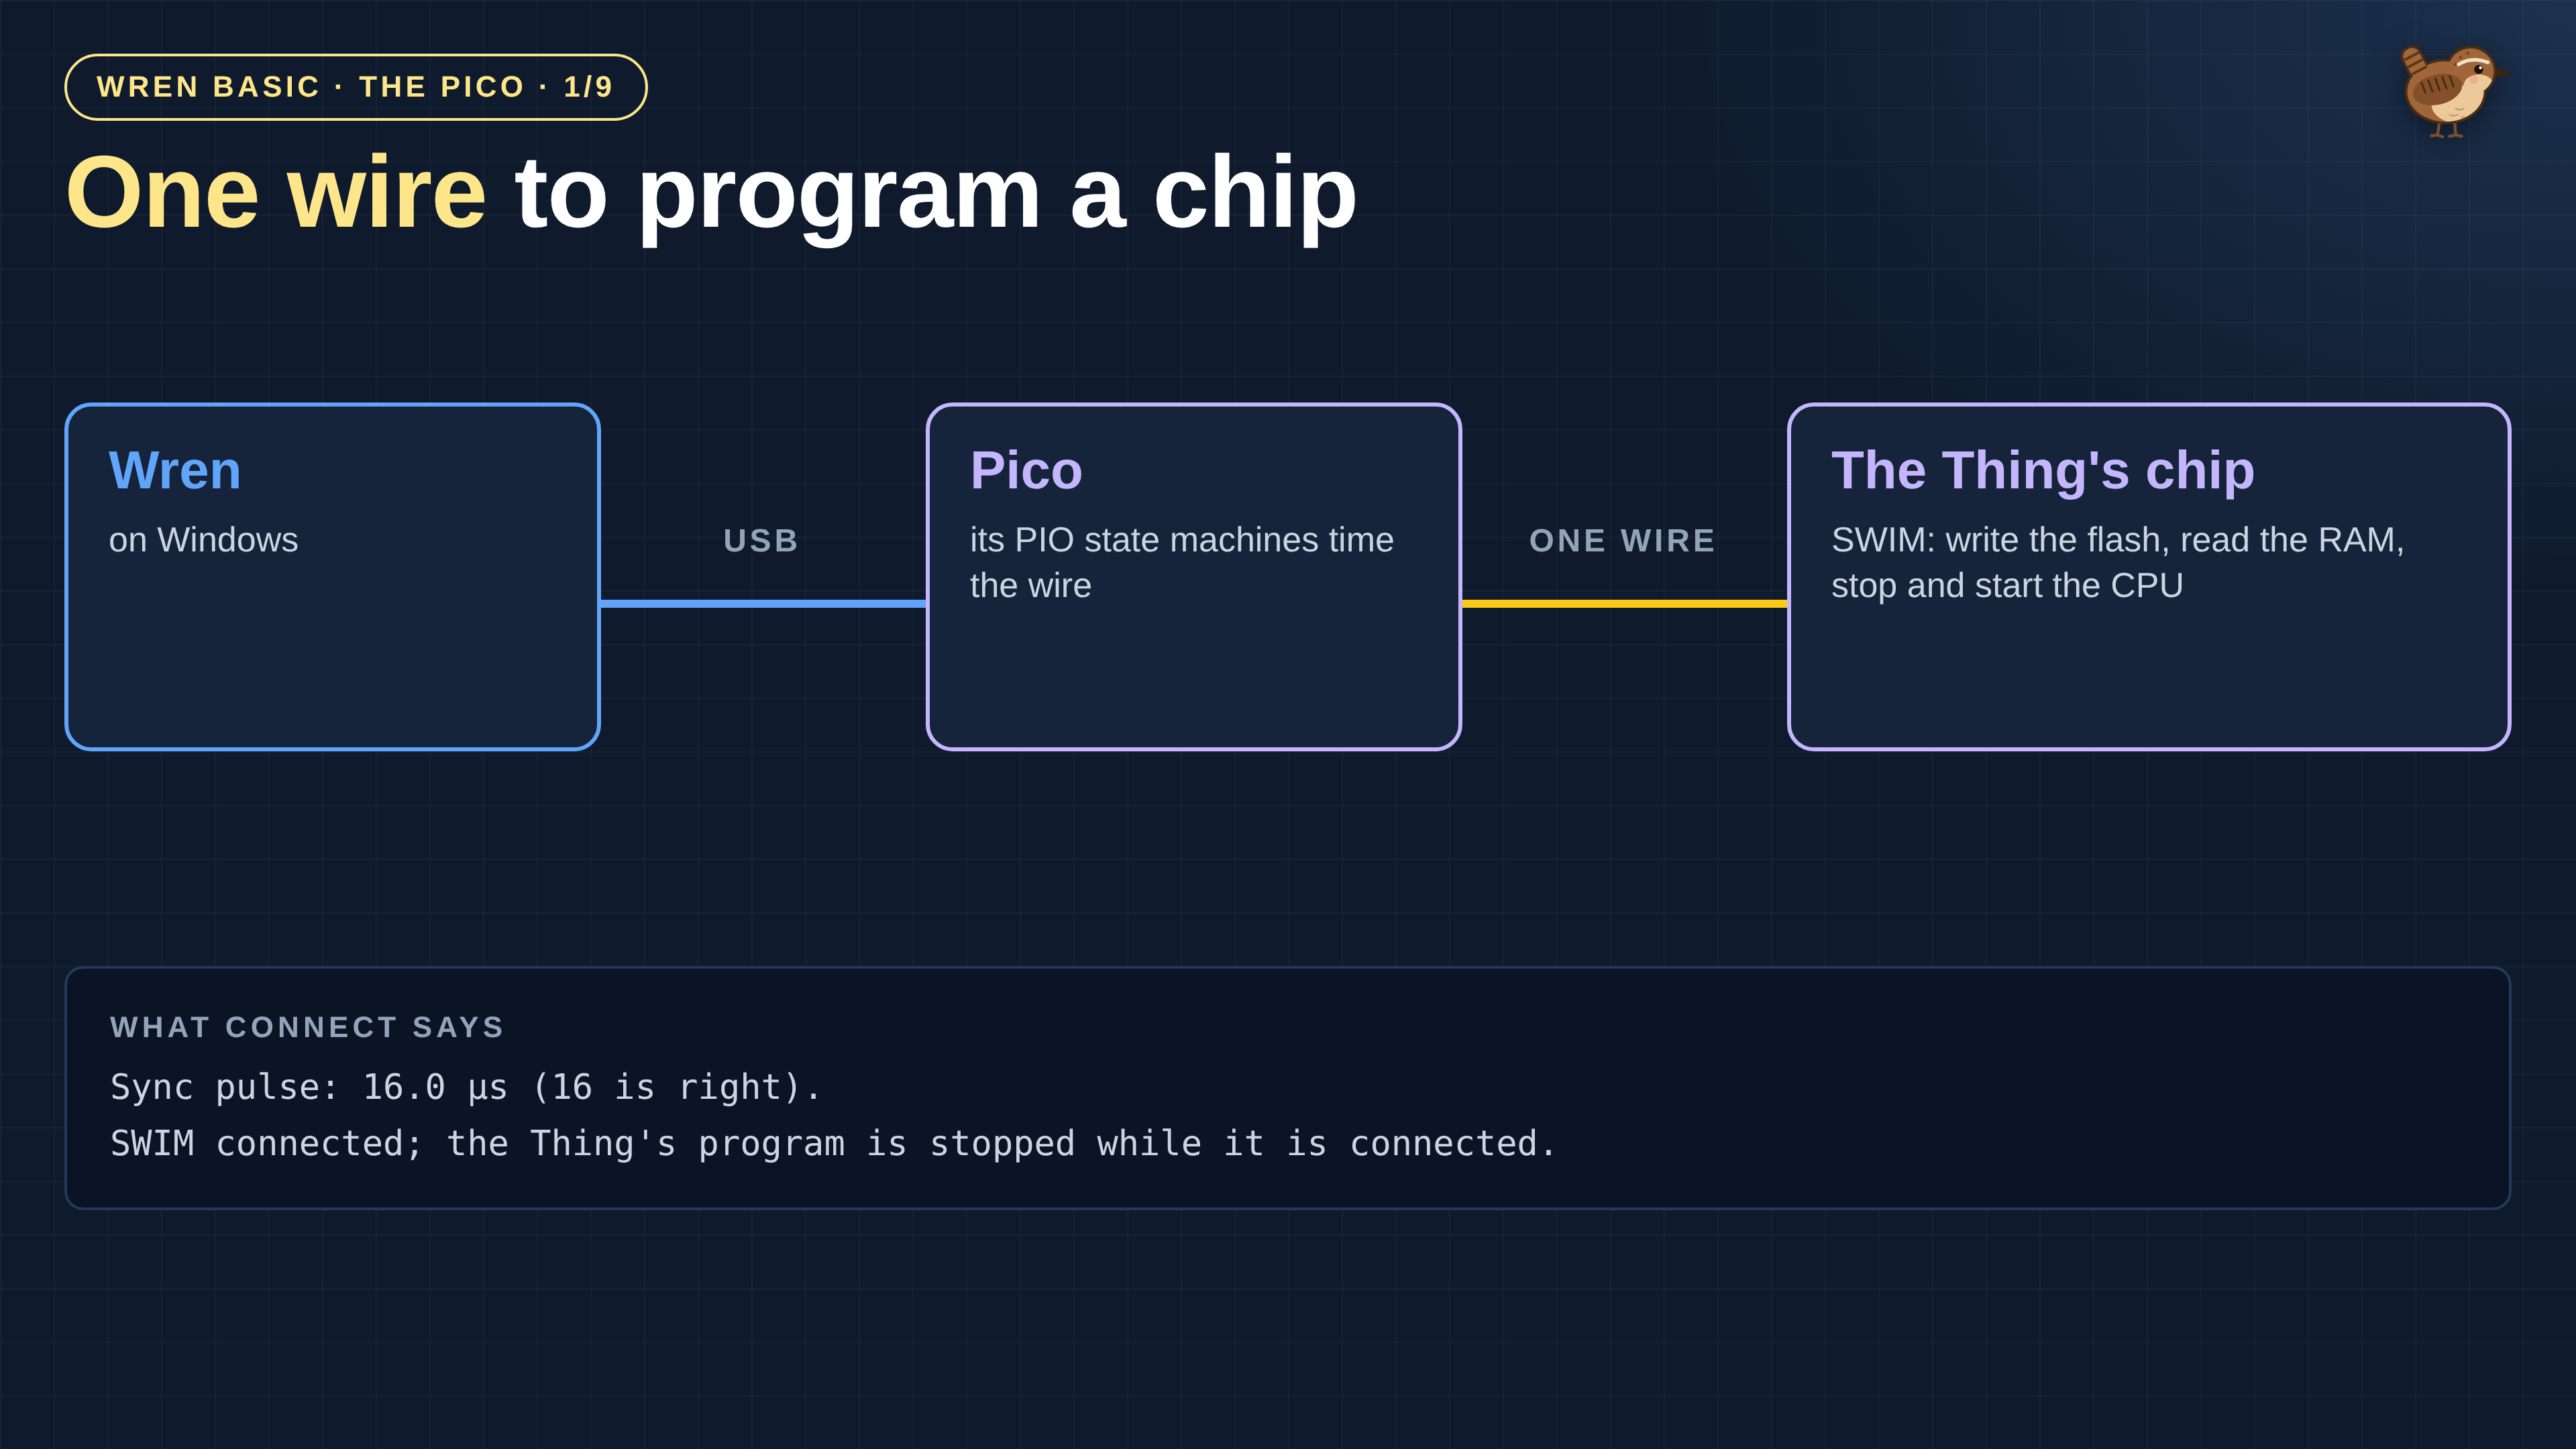 WREN BASIC · THE PICO · 1/9
One wire to program a chip
Wren
on Windows
USB
Pico
its PIO state machines time
the wire
ONE WIRE
The Thing's chip
SWIM: write the flash, read the RAM,
stop and start the CPU
WHAT CONNECT SAYS
Sync pulse: 16.0 µs (16 is right).
SWIM connected; the Thing's program is stopped while it is connected.